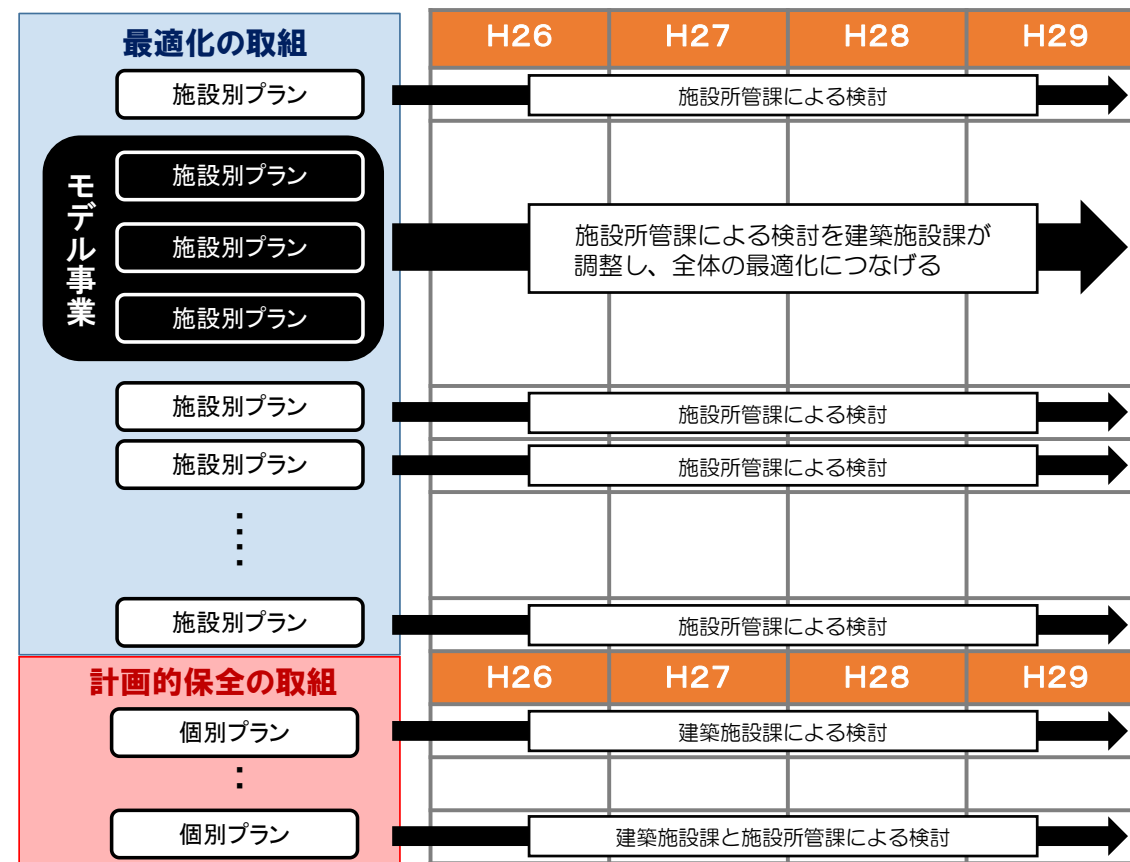 最適化の取組
H26 H27 H28 H29
施設別プラン
施設所管課による検討
モデル事業
施設別プラン
施設別プラン
施設別プラン
施設所管課による検討を建築施設課が
調整し、全体の最適化につなげる
施設別プラン
施設所管課による検討
施設別プラン
施設所管課による検討
施設別プラン
施設所管課による検討
計画的保全の取組
H26 H27 H28 H29
個別プラン
建築施設課による検討
個別プラン
建築施設課と施設所管課による検討